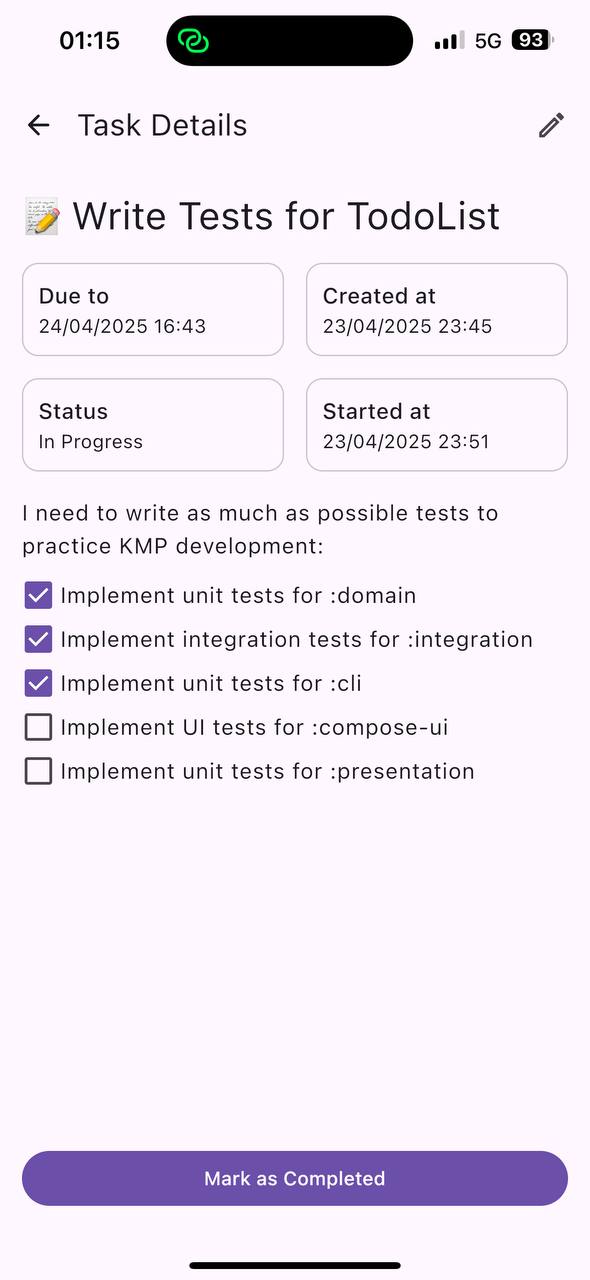 01:15 5G 93
Task Details
📝 Write Tests for TodoList
Due to
24/04/2025 16:43
Created at
23/04/2025 23:45
Status
In Progress
Started at
23/04/2025 23:51
I need to write as much as possible tests to
practice KMP development:
Implement unit tests for :domain
Implement integration tests for :integration
Implement unit tests for :cli
Implement UI tests for :compose-ui
Implement unit tests for :presentation
Mark as Completed